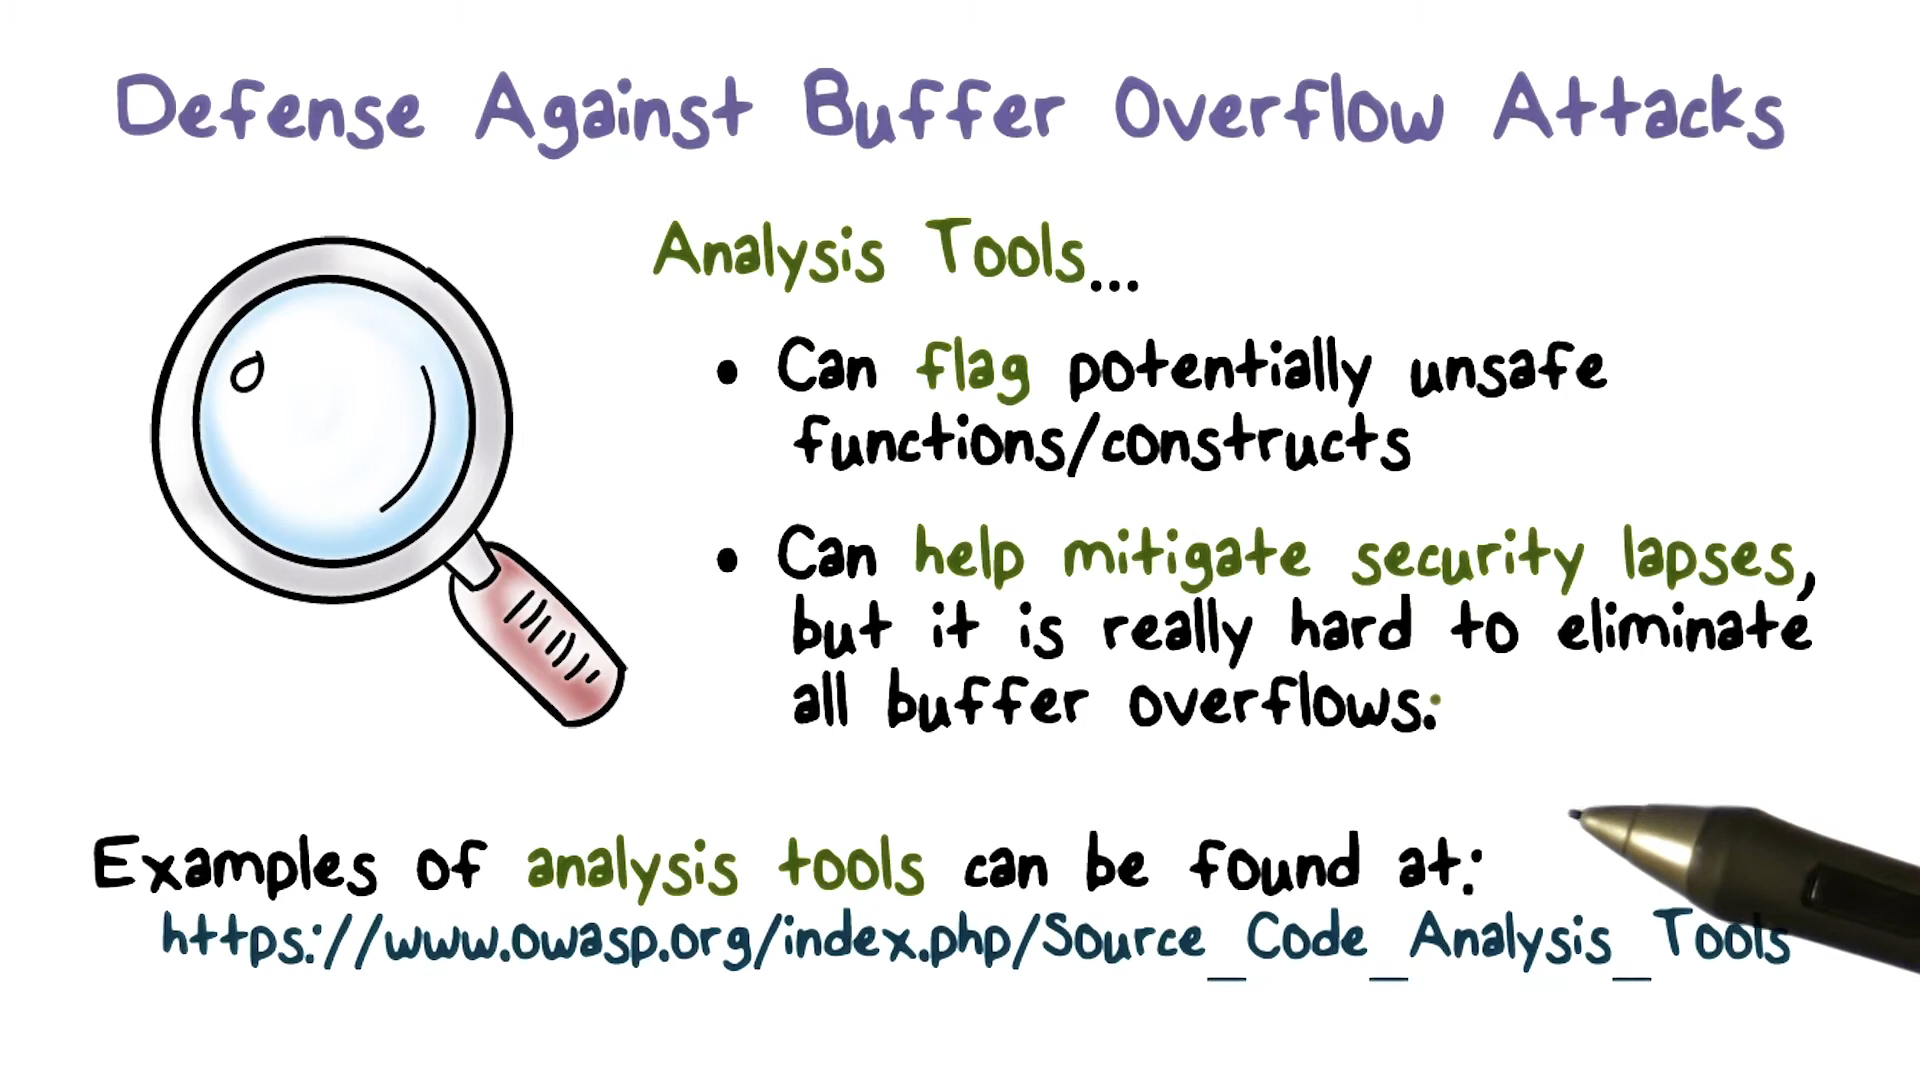 Defense Against Buffer Overflow Attacks
Analysis Tools...
• Can flag potentially unsafe
functions/constructs
• Can help mitigate security lapses,
but it is really hard to eliminate
all buffer overflows.
Examples of analysis tools can be found at:
https://www.owasp.org/index.php/Source_Code_Analysis_Tools